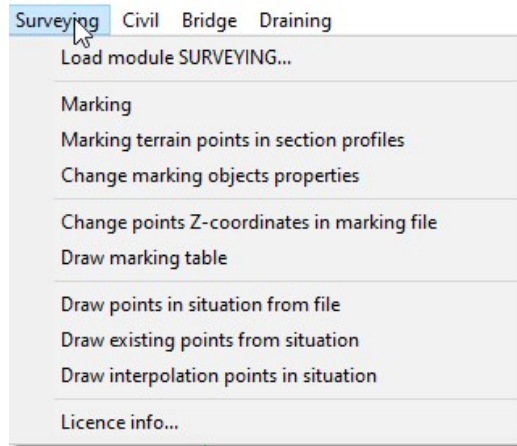 Surveying Civil Bridge Draining
Load module SURVEYING...
Marking
Marking terrain points in section profiles
Change marking objects properties
Change points Z-coordinates in marking file
Draw marking table
Draw points in situation from file
Draw existing points from situation
Draw interpolation points in situation
Licence info...